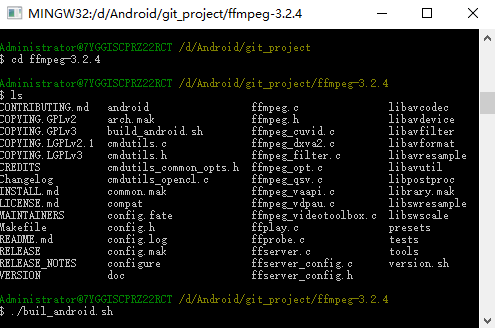 MINGW32:/d/Android/git_project/ffmpeg-3.2.4
Administrator@7YGGISCPRZ22RCT /d/Android/git_project
$ cd ffmpeg-3.2.4
Administrator@7YGGISCPRZ22RCT /d/Android/git_project/ffmpeg-3.2.4
$ ls
CONTRIBUTING.md android ffmpeg.c libavcodec
COPYING.GPLv2 arch.mak ffmpeg.h libavdevice
COPYING.GPLv3 build_android.sh ffmpeg_cuvid.c libavfilter
COPYING.LGPLv2.1 cmdutils.c ffmpeg_dxva2.c libavformat
COPYING.LGPLv3 cmdutils.h ffmpeg_filter.c libavresample
CREDITS cmdutils_common_opts.h ffmpeg_opt.c libavutil
Changelog cmdutils_opencl.c ffmpeg_qsv.c libpostproc
INSTALL.md common.mak ffmpeg_vaapi.c library.mak
LICENSE.md compat ffmpeg_vdpau.c libswresample
MAINTAINERS config.fate ffmpeg_videotoolbox.c libswscale
Makefile config.h ffplay.c presets
README.md config.log ffprobe.c tests
RELEASE config.mak ffserver.c tools
RELEASE_NOTES configure ffserver_config.c version.sh
VERSION doc ffserver_config.h
Administrator@7YGGISCPRZ22RCT /d/Android/git_project/ffmpeg-3.2.4
$ ./buil_android.sh